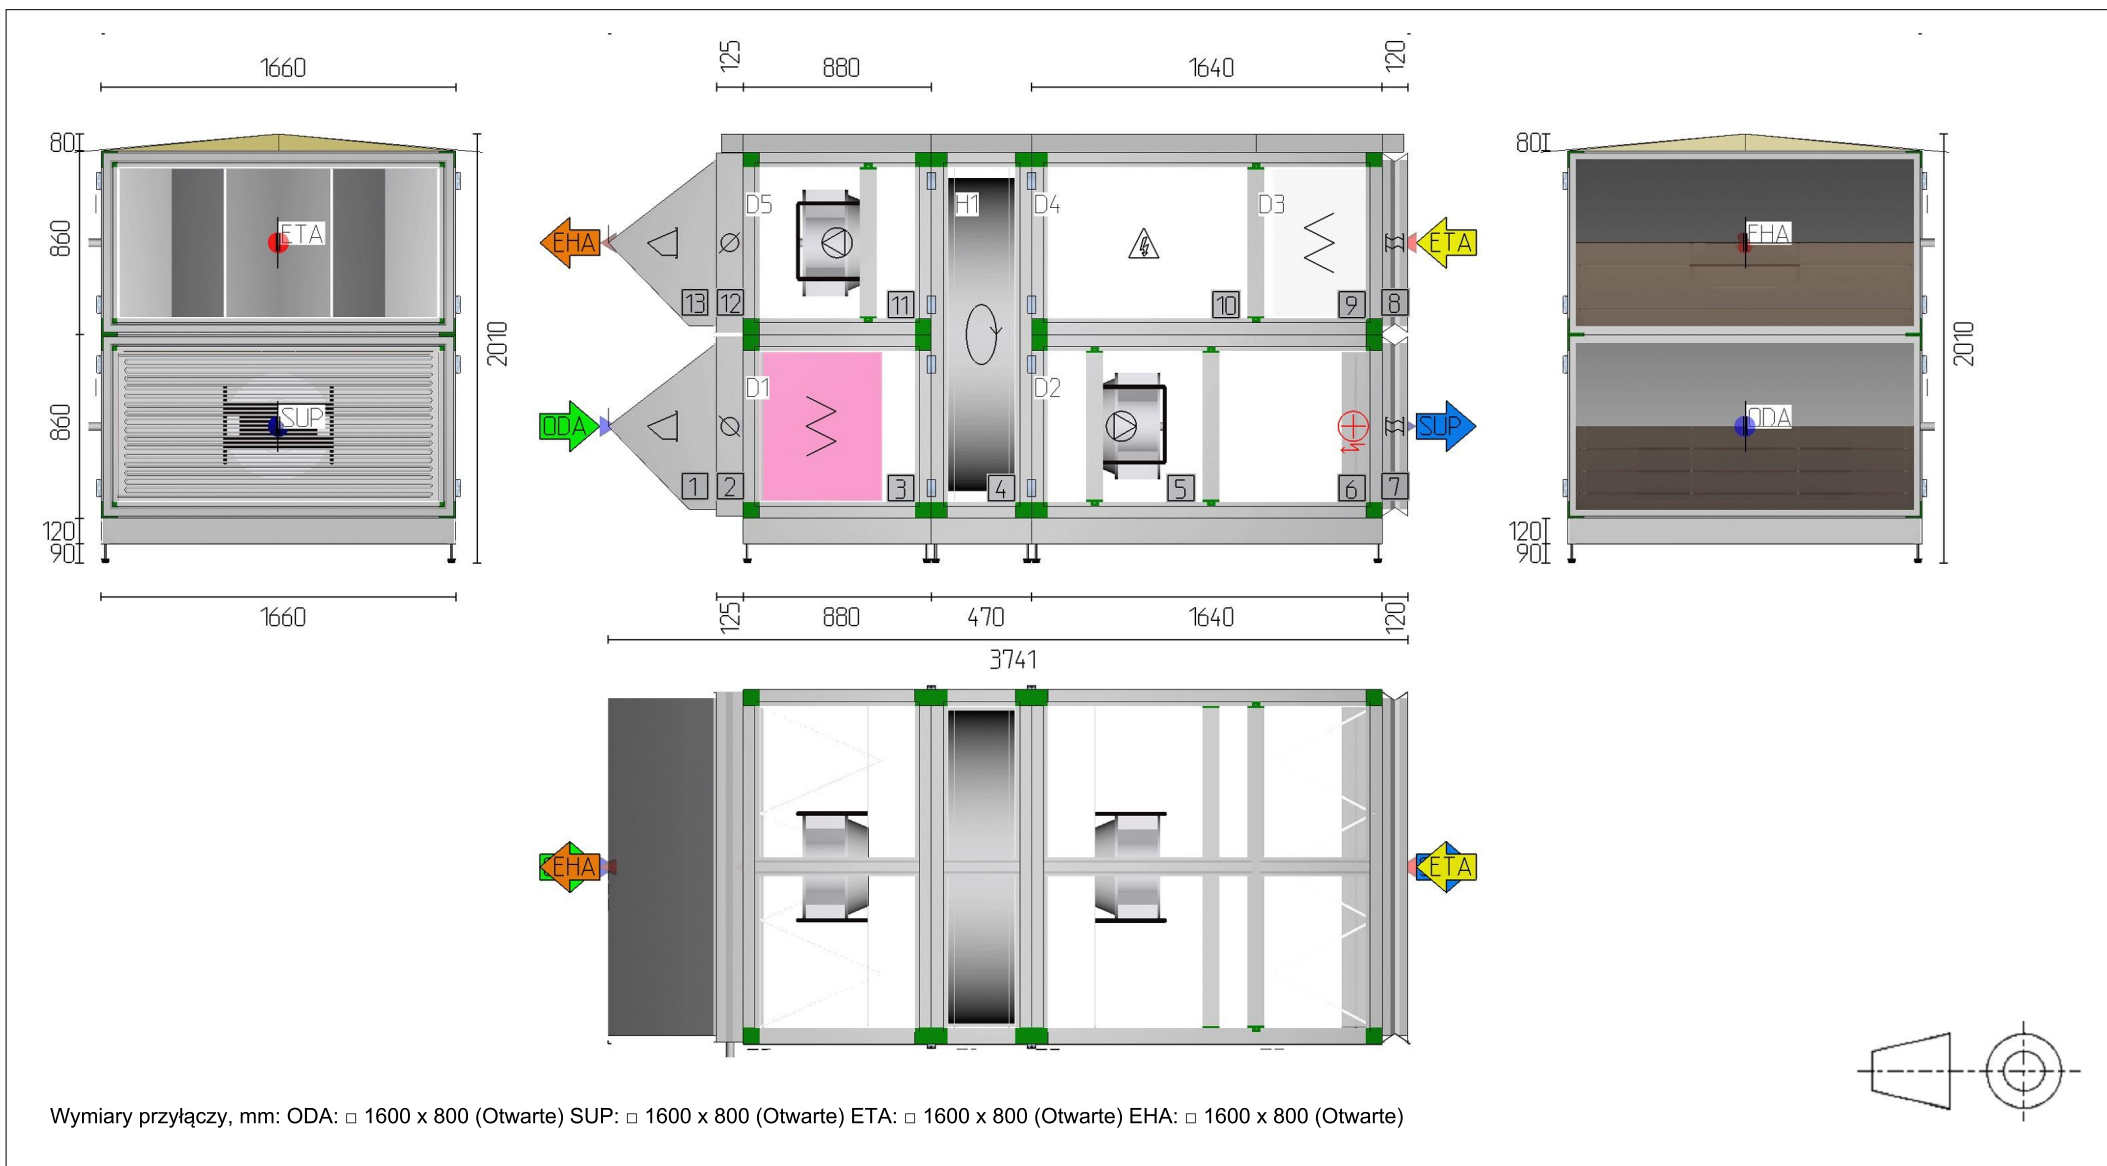 1660
125
880
1640
120
80
860
860
120
90
2010
ETA
SUP
1660
EHA
ODA
D5
H1
D4
D3
D1
D2
13
12
11
10
9
8
1
2
3
4
5
6
7
ETA
SUP
80
EHA
ODA
120
90
2010
125
880
470
1640
120
3741
EHA
ETA
Wymiary przyłączy, mm: ODA: □ 1600 x 800 (Otwarte) SUP: □ 1600 x 800 (Otwarte) ETA: □ 1600 x 800 (Otwarte) EHA: □ 1600 x 800 (Otwarte)